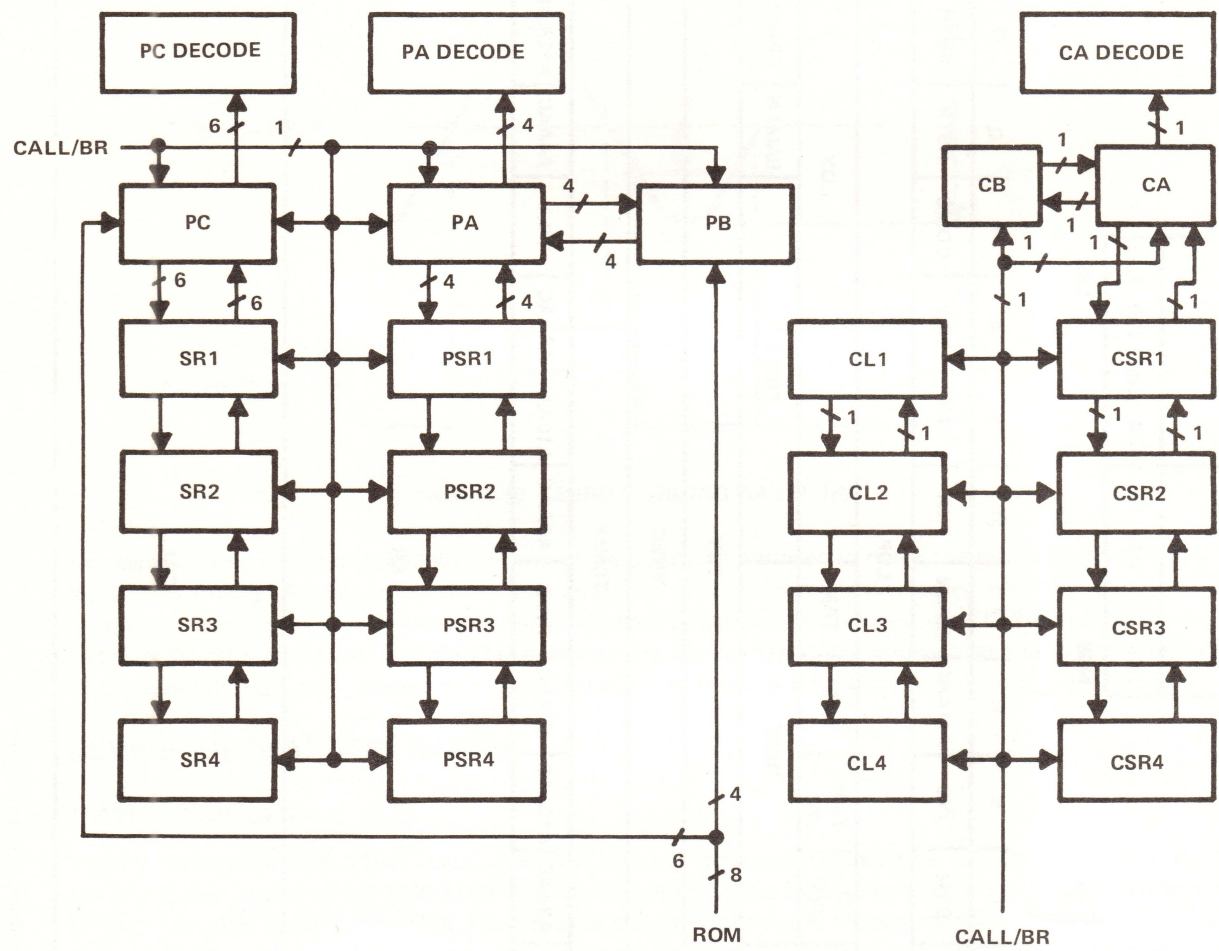 PC DECODE PA DECODE CA DECODE
6 1 4 1
CALL/BR
1
CB CA
4
PC PA PB
1
4
1 1
6 4
6 4 1 1
SR1 PSR1 CL1 CSR1
1 1
1 1
SR2 PSR2 CL2 CSR2
SR3 PSR3 CL3 CSR3
SR4 PSR4 CL4 CSR4
4
6
8
ROM CALL/BR